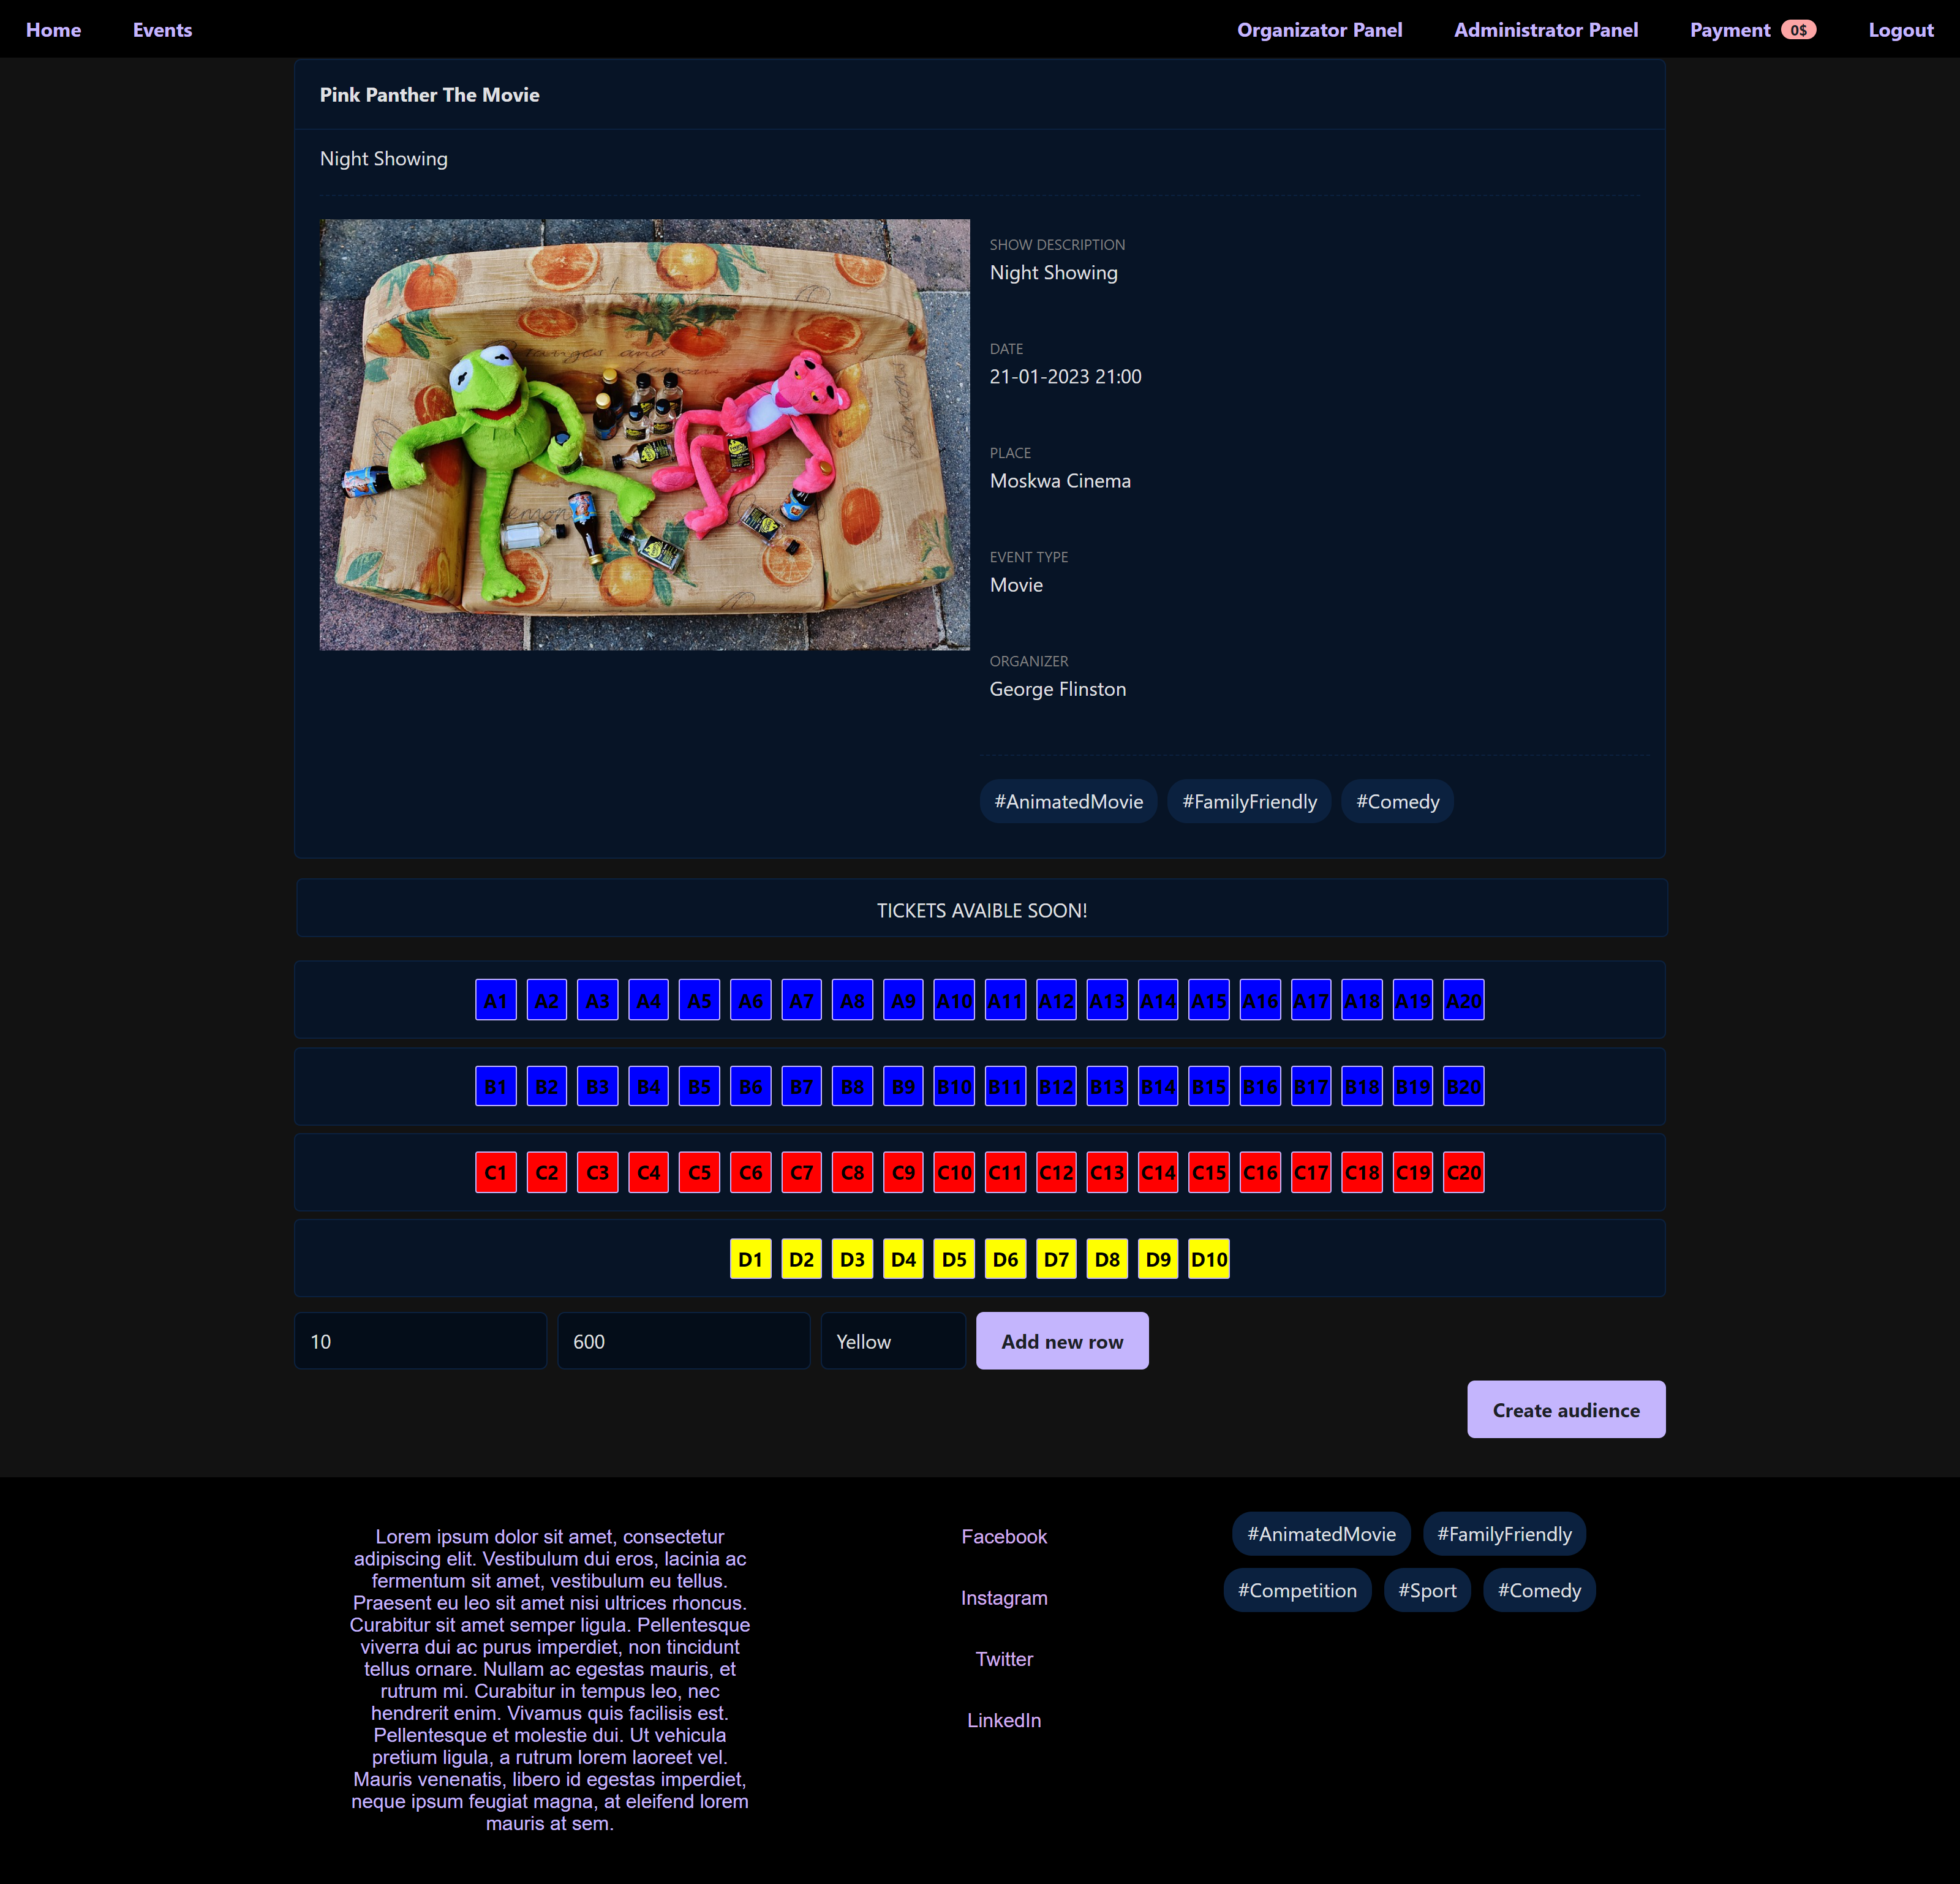 Home Events Organizator Panel Administrator Panel Payment 0$ Logout
Pink Panther The Movie
Night Showing
Oranges and
Lemon
lemon
SHOW DESCRIPTION
Night Showing
DATE
21-01-2023 21:00
PLACE
Moskwa Cinema
EVENT TYPE
Movie
ORGANIZER
George Flinston
#AnimatedMovie #FamilyFriendly #Comedy
TICKETS AVAIBLE SOON!
A1 A2 A3 A4 A5 A6 A7 A8 A9 A10 A11 A12 A13 A14 A15 A16 A17 A18 A19 A20
B1 B2 B3 B4 B5 B6 B7 B8 B9 B10 B11 B12 B13 B14 B15 B16 B17 B18 B19 B20
C1 C2 C3 C4 C5 C6 C7 C8 C9 C10 C11 C12 C13 C14 C15 C16 C17 C18 C19 C20
D1 D2 D3 D4 D5 D6 D7 D8 D9 D10
10 600 Yellow Add new row
Create audience
Lorem ipsum dolor sit amet, consectetur
adipiscing elit. Vestibulum dui eros, lacinia ac
fermentum sit amet, vestibulum eu tellus.
Praesent eu leo sit amet nisi ultrices rhoncus.
Curabitur sit amet semper ligula. Pellentesque
viverra dui ac purus imperdiet, non tincidunt
tellus ornare. Nullam ac egestas mauris, et
rutrum mi. Curabitur in tempus leo, nec
hendrerit enim. Vivamus quis facilisis est.
Pellentesque et molestie dui. Ut vehicula
pretium ligula, a rutrum lorem laoreet vel.
Mauris venenatis, libero id egestas imperdiet,
neque ipsum feugiat magna, at eleifend lorem
mauris at sem.
Facebook
Instagram
Twitter
LinkedIn
#AnimatedMovie #FamilyFriendly
#Competition #Sport #Comedy